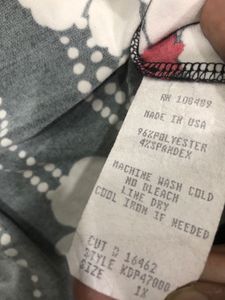 RN 100409
MADE IN USA
96%POLYESTER
4%SPANDEX
MACHINE WASH COLD
NO BLEACH
LINE DRY
COOL IRON IF NEEDED
CUT # 16462
STYLE KDP47000
SIZE 1X